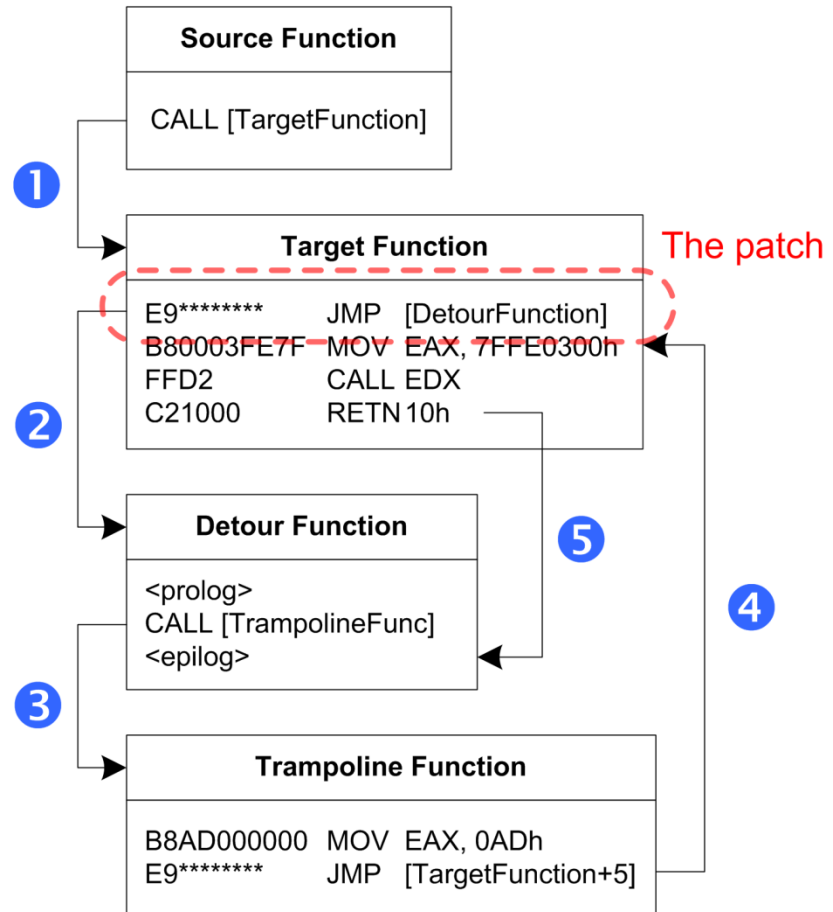 Source Function
CALL [TargetFunction]
1
Target Function
The patch
E9******** JMP [DetourFunction]
B80003FE7F MOV EAX, 7FFE0300h
FFD2 CALL EDX
C21000 RETN 10h
2
Detour Function
5
<prolog>
CALL [TrampolineFunc]
<epilog>
4
3
Trampoline Function
B8AD000000 MOV EAX, 0ADh
E9******** JMP [TargetFunction+5]